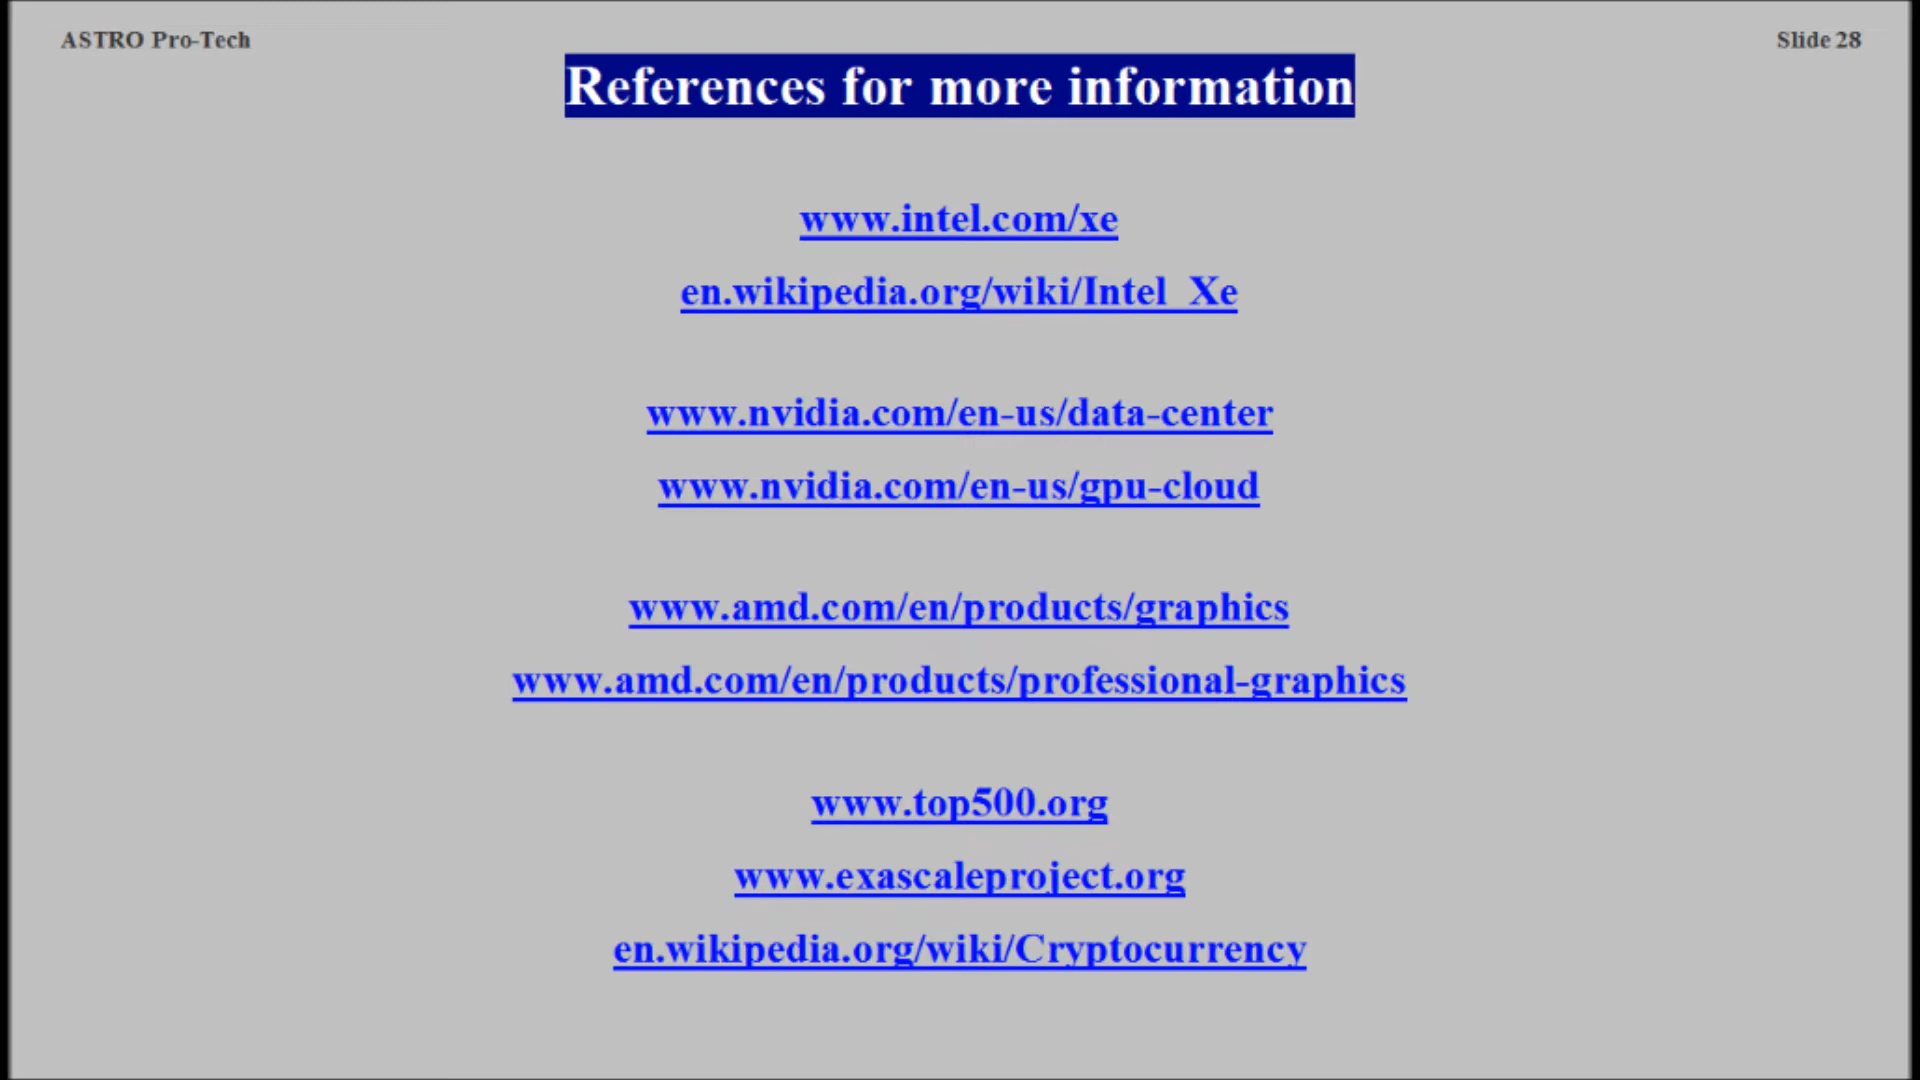 ASTRO Pro-Tech
Slide 28
References for more information
www.intel.com/xe
en.wikipedia.org/wiki/Intel_Xe
www.nvidia.com/en-us/data-center
www.nvidia.com/en-us/gpu-cloud
www.amd.com/en/products/graphics
www.amd.com/en/products/professional-graphics
www.top500.org
www.exascaleproject.org
en.wikipedia.org/wiki/Cryptocurrency